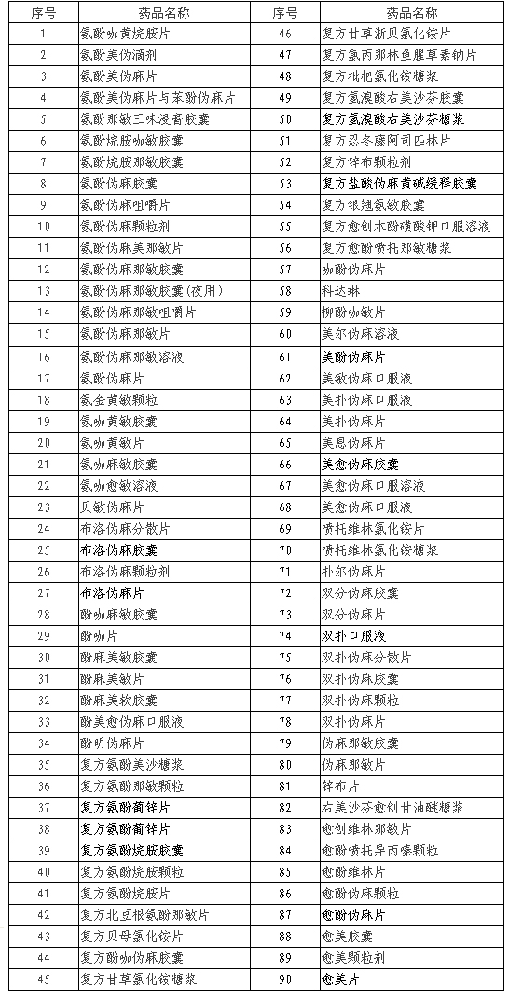 序号 药品名称 序号 药品名称
1 氨酚咖黄烷胺片 46 复方甘草浙贝氯化铵片
2 氨酚美伪滴剂 47 复方氯丙那林鱼腥草素钠片
3 氨酚美伪麻片 48 复方枇杷氯化铵糖浆
4 氨酚美伪麻片与苯酚伪麻片 49 复方氢溴酸右美沙芬胶囊
5 氨酚那敏三味浸膏胶囊 50 复方氢溴酸右美沙芬糖浆
6 氨酚烷胺咖敏胶囊 51 复方忍冬藤阿司匹林片
7 氨酚烷胺那敏胶囊 52 复方锌布颗粒剂
8 氨酚伪麻胶囊 53 复方盐酸伪麻黄碱缓释胶囊
9 氨酚伪麻咀嚼片 54 复方银翘氨敏胶囊
10 氨酚伪麻颗粒剂 55 复方愈创木酚磺酸钾口服溶液
11 氨酚伪麻美那敏片 56 复方愈酚喷托那敏糖浆
12 氨酚伪麻那敏胶囊 57 咖酚伪麻片
13 氨酚伪麻那敏胶囊(夜用) 58 科达琳
14 氨酚伪麻那敏咀嚼片 59 柳酚咖敏片
15 氨酚伪麻那敏片 60 美尔伪麻溶液
16 氨酚伪麻那敏溶液 61 美酚伪麻片
17 氨酚伪麻片 62 美敏伪麻口服液
18 氨金黄敏颗粒 63 美扑伪麻口服液
19 氨咖黄敏胶囊 64 美扑伪麻片
20 氨咖黄敏片 65 美息伪麻片
21 氨咖麻敏胶囊 66 美愈伪麻胶囊
22 氨咖愈敏溶液 67 美愈伪麻口服溶液
23 贝敏伪麻片 68 美愈伪麻口服液
24 布洛伪麻分散片 69 喷托维林氯化铵片
25 布洛伪麻胶囊 70 喷托维林氯化铵糖浆
26 布洛伪麻颗粒剂 71 扑尔伪麻片
27 布洛伪麻片 72 双分伪麻胶囊
28 酚咖麻敏胶囊 73 双分伪麻片
29 酚咖片 74 双扑口服液
30 酚麻美敏胶囊 75 双扑伪麻分散片
31 酚麻美敏片 76 双扑伪麻胶囊
32 酚麻美软胶囊 77 双扑伪麻颗粒
33 酚美愈伪麻口服液 78 双扑伪麻片
34 酚明伪麻片 79 伪麻那敏胶囊
35 复方氨酚美沙糖浆 80 伪麻那敏片
36 复方氨酚那敏颗粒 81 锌布片
37 复方氨酚葡锌片 82 右美沙芬愈创甘油醚糖浆
38 复方氨酚葡锌片 83 愈创维林那敏片
39 复方氨酚烷胺胶囊 84 愈酚喷托异丙嗪颗粒
40 复方氨酚烷胺颗粒 85 愈酚维林片
41 复方氨酚烷胺片 86 愈酚伪麻颗粒
42 复方北豆根氨酚那敏片 87 愈酚伪麻片
43 复方贝母氯化铵片 88 愈美胶囊
44 复方酚咖伪麻胶囊 89 愈美颗粒剂
45 复方甘草氯化铵糖浆 90 愈美片